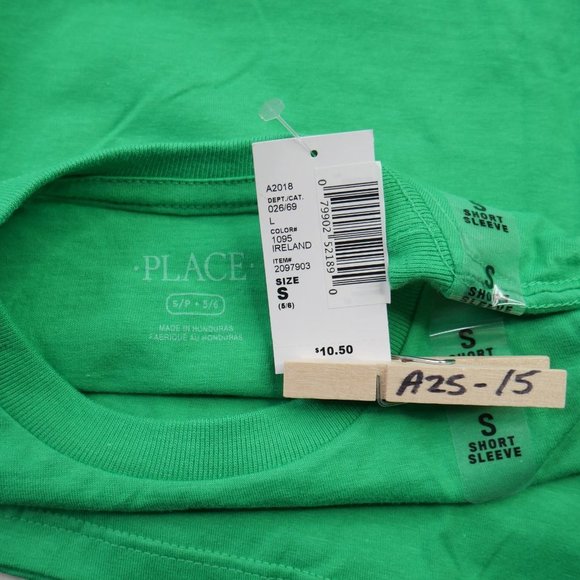 A2018
DEPT./CAT.
026/69
L
COLOR#
1095
IRELAND
ITEM#
2097903
SIZE
S
(5/6)
$10.50
0 79902 52189 0
·PLACE
S/P • 5/6
MADE IN HONDURAS
FABRIQUÉ AU HONDURAS
S
SHORT
SLEEVE
S
SHO
SLEEVE
S
SHORT
A25-15
S
SHORT
SLEEVE